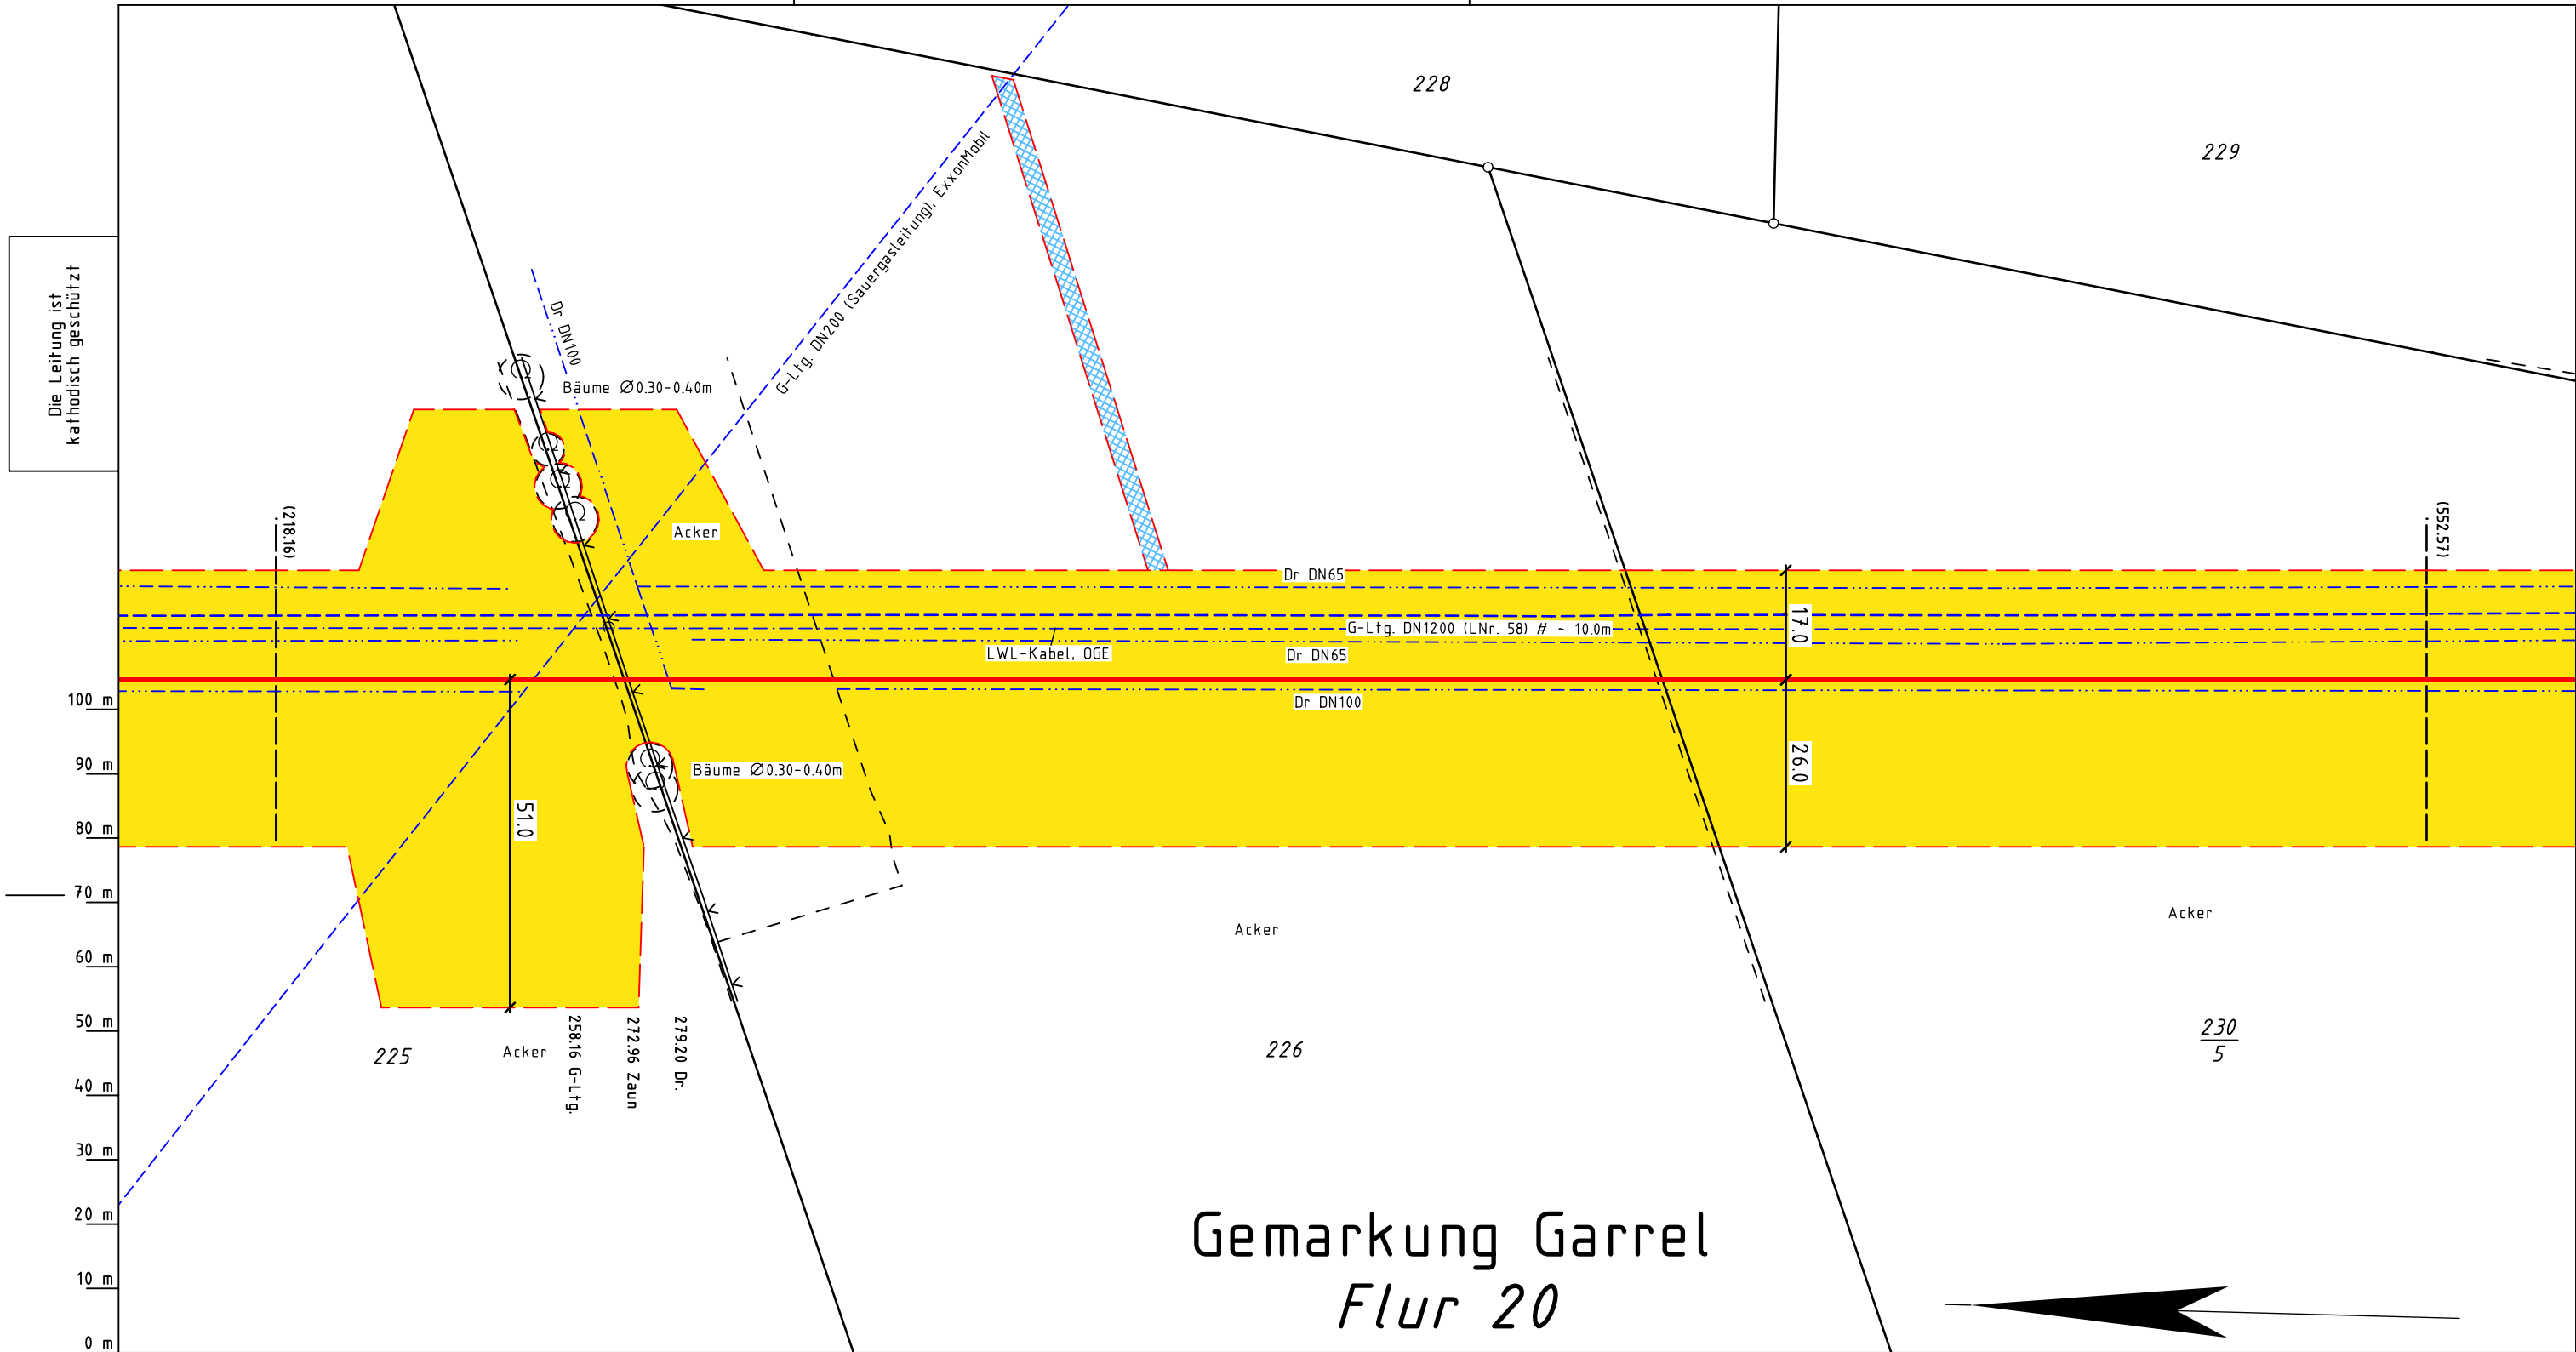 228
229
Die Leitung ist
kathodisch geschützt
Dr DN100
G-Ltg. DN200 (Sauergasleitung), ExxonMobil
Bäume Ø0.30-0.40m
(218.16)
(552.57)
Acker
Dr DN65
17.0
G-Ltg. DN1200 (LNr. 58) # ~ 10.0m
LWL-Kabel, OGE
Dr DN65
100 m
Dr DN100
90 m
Bäume Ø0.30-0.40m
26.0
80 m
51.0
70 m
Acker
Acker
60 m
50 m
258.16 G-Ltg.
272.96 Zaun
279.20 Dr.
225
Acker
226
230
5
40 m
30 m
20 m
Gemarkung Garrel
10 m
Flur 20
0 m